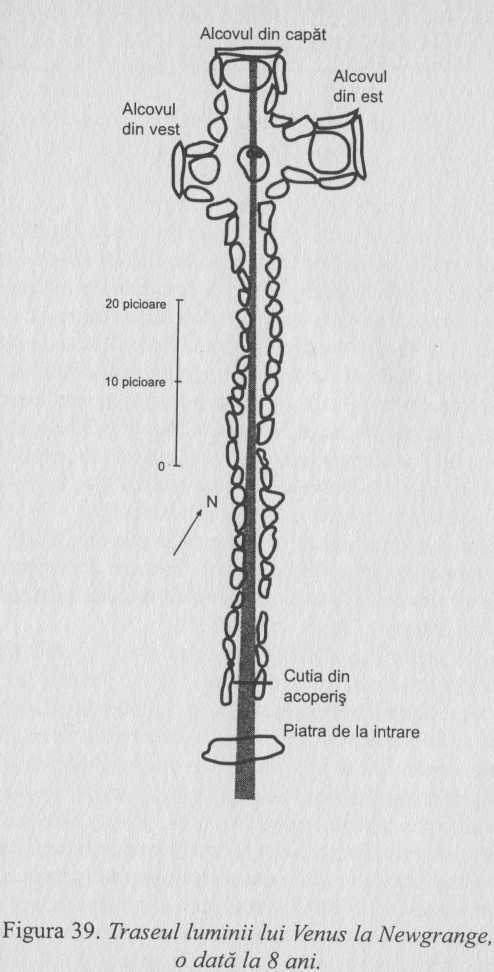 Alcovul din capăt
Alcovul
din est
Alcovul
din vest
20 picioare
10 picioare
0
N
Cutia din
acoperiş
Piatra de la intrare
Figura 39. Traseul luminii lui Venus la Newgrange,
o dată la 8 ani.